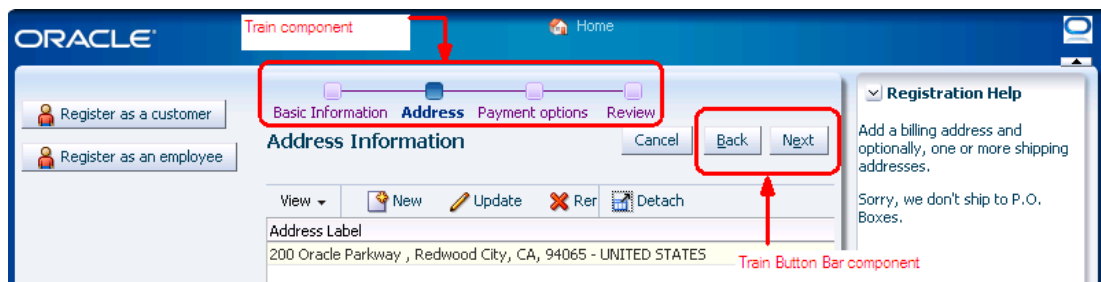 ORACLE
Train component
Home
Register as a customer
Register as an employee
Basic Information Address Payment options Review
Address Information
Cancel Back Next
View New Update Rer Detach
Address Label
200 Oracle Parkway , Redwood City, CA, 94065 - UNITED STATES
Train Button Bar component
Registration Help
Add a billing address and
optionally, one or more shipping
addresses.
Sorry, we don't ship to P.O.
Boxes.